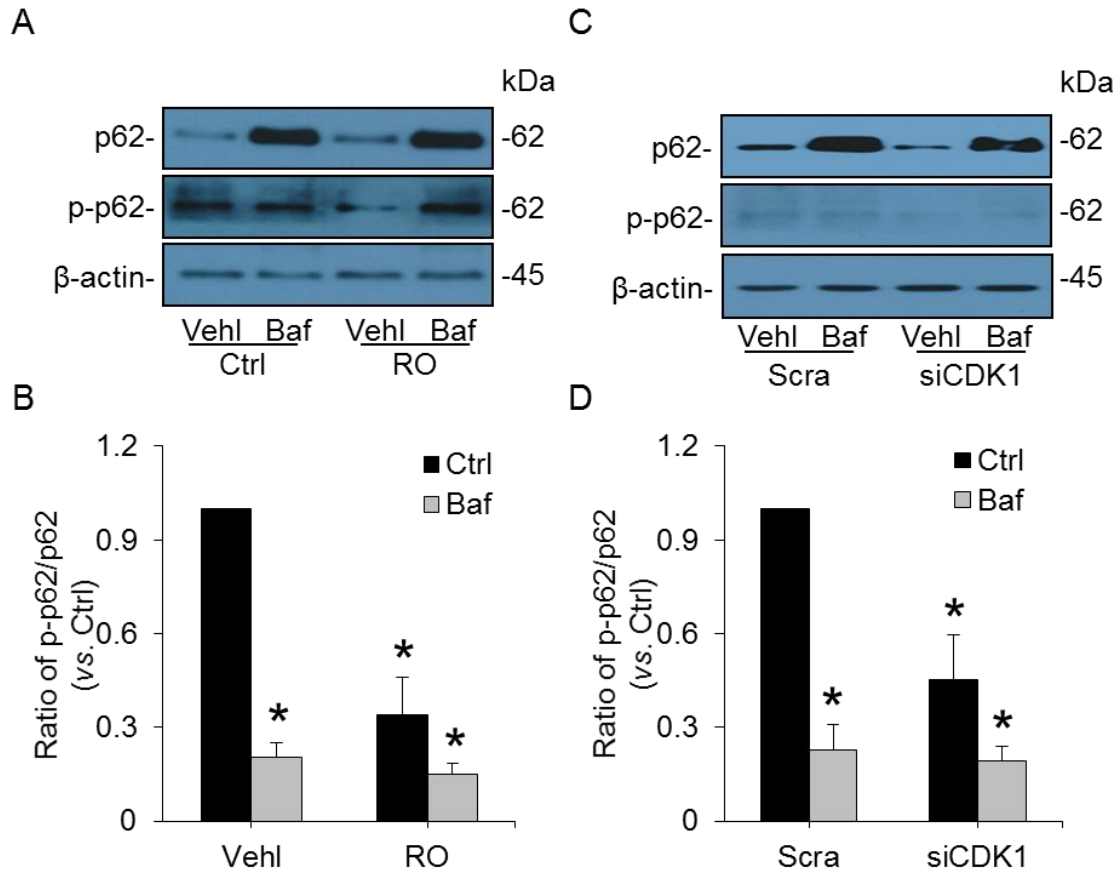 A
kDa
p62- -62
p-p62- -62
β-actin- -45
Vehl Baf Vehl Baf
Ctrl RO
C
kDa
p62- -62
p-p62- -62
β-actin- -45
Vehl Baf Vehl Baf
Scra siCDK1
B
Ratio of p-p62/p62
(vs. Ctrl)
1.2
0.9
0.6
0.3
0
Ctrl
Baf
*
*
*
Vehl RO
D
Ratio of p-p62/p62
(vs. Ctrl)
1.2
0.9
0.6
0.3
0
Ctrl
Baf
*
*
*
Scra siCDK1